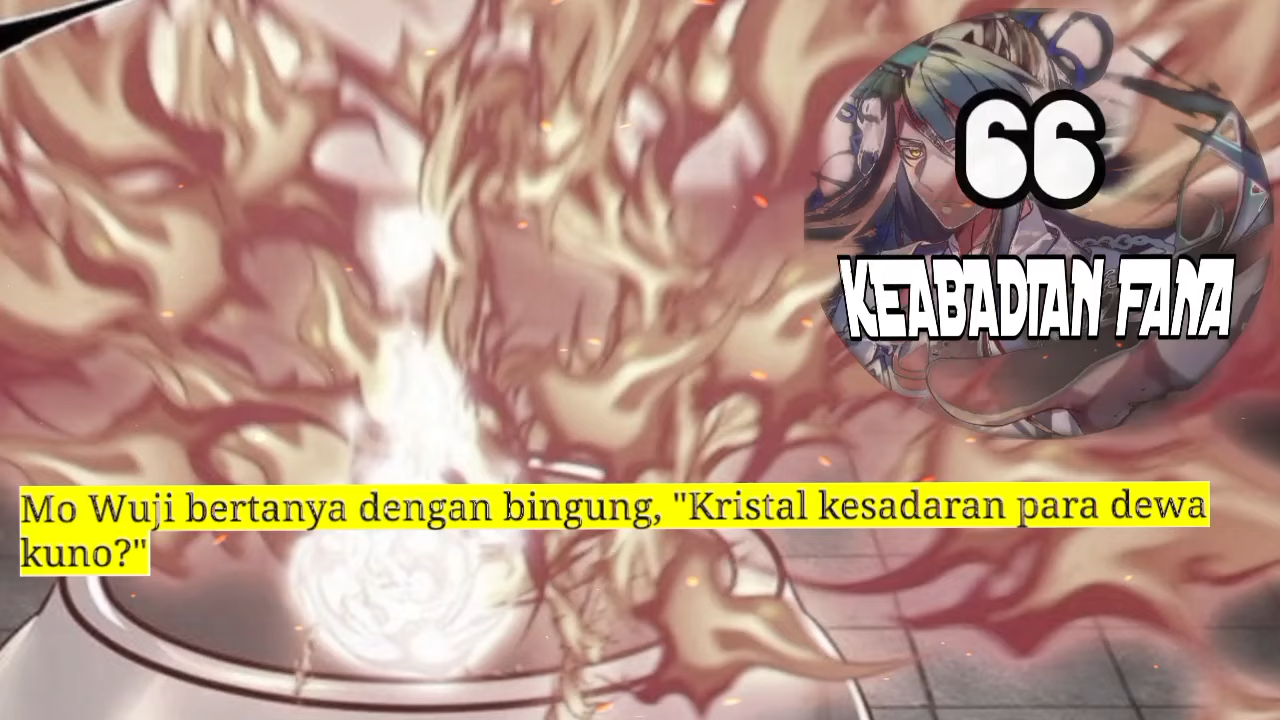 66
KEABADIAN FANA
Mo Wuji bertanya dengan bingung, "Kristal kesadaran para dewa
kuno?"